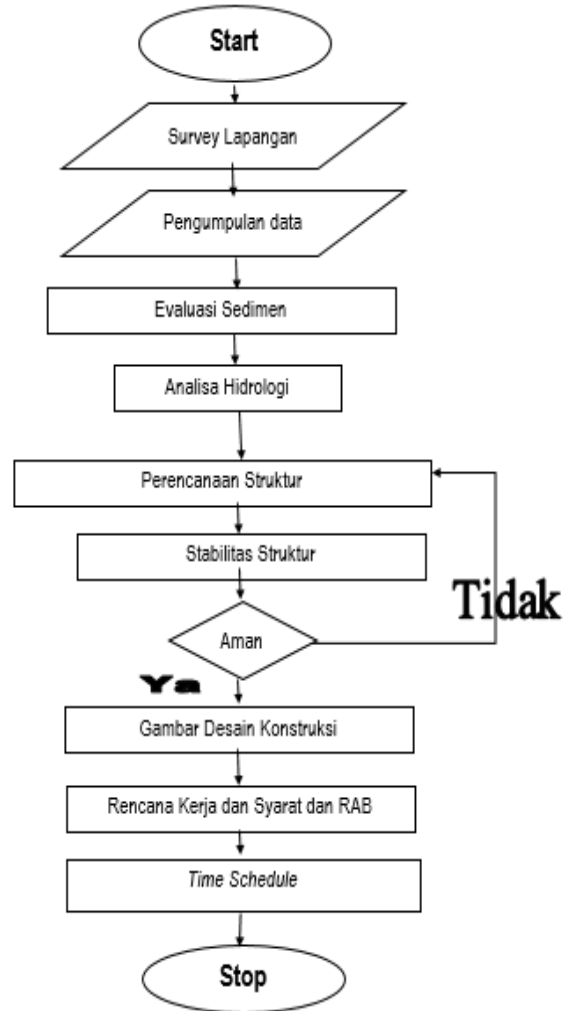 Start
Survey Lapangan
Pengumpulan data
Evaluasi Sedimen
Analisa Hidrologi
Perencanaan Struktur
Stabilitas Struktur
Tidak
Aman
Ya
Gambar Desain Konstruksi
Rencana Kerja dan Syarat dan RAB
Time Schedule
Stop